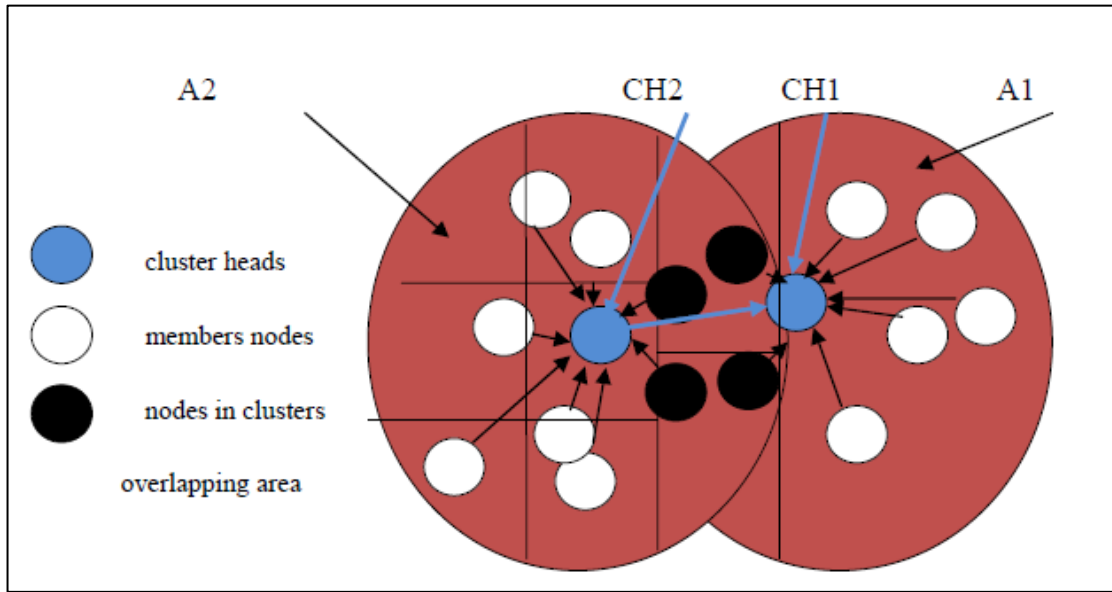 A2
CH2
CH1
A1
cluster heads
members nodes
nodes in clusters
overlapping area